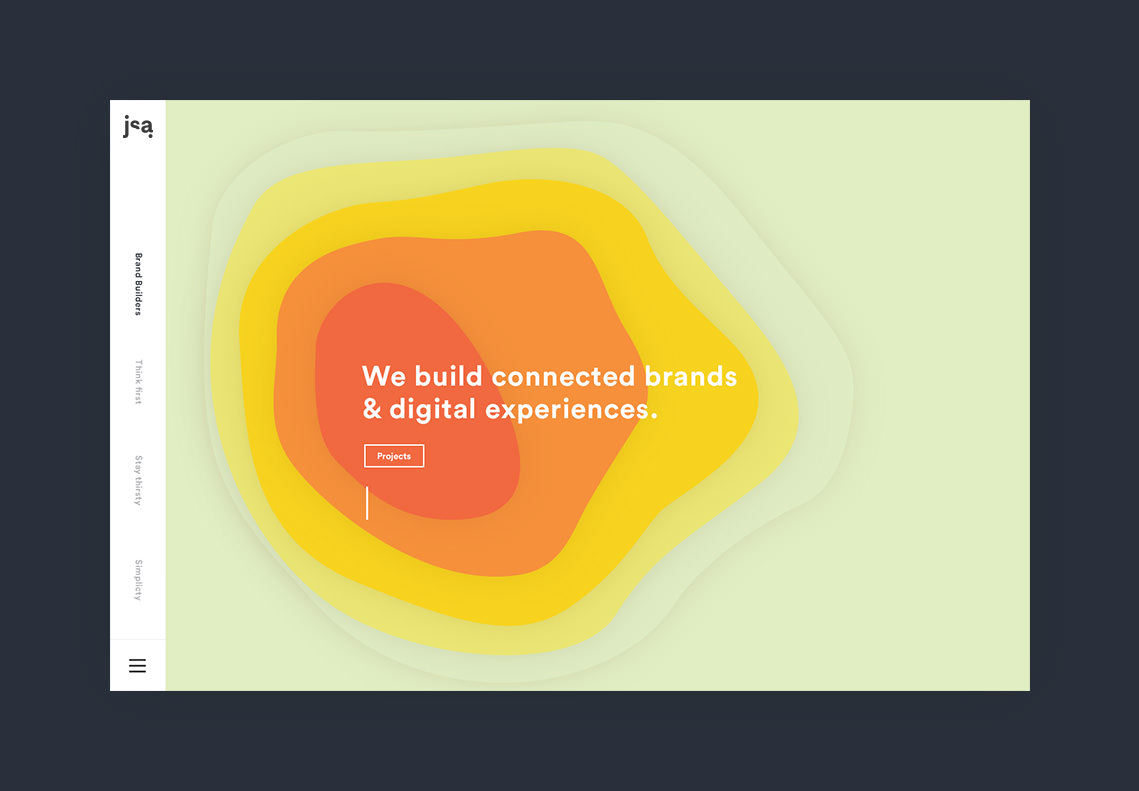 jsa
Brand Builders
Think first
Stay thirsty
Simplicty
We build connected brands
& digital experiences.
Projects